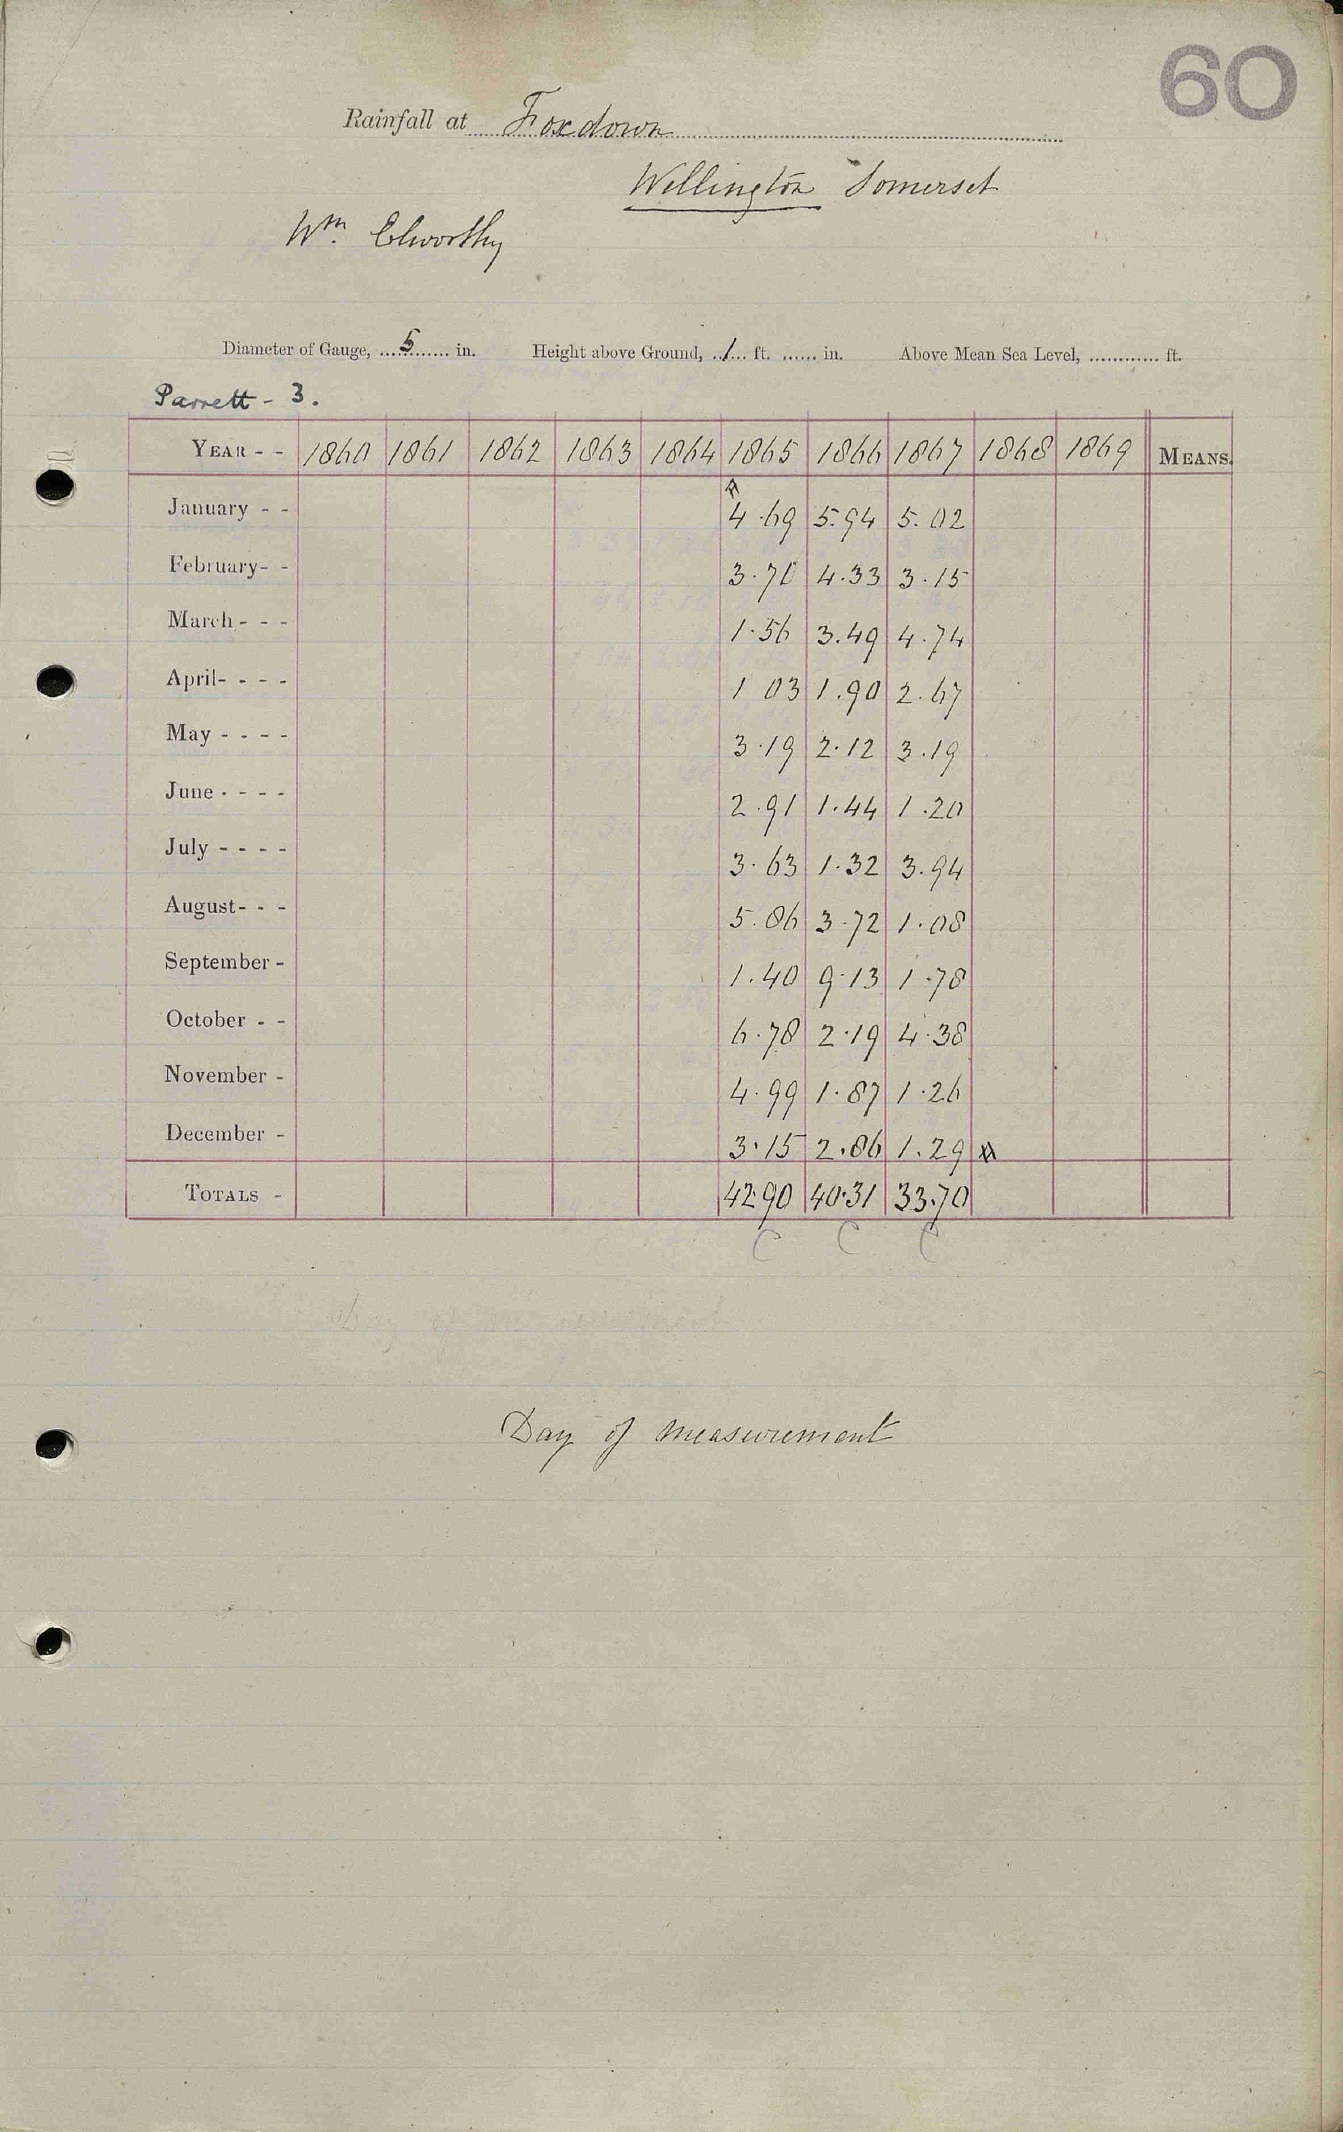 60
Rainfall at Foxdown
Wellington Somerset
Wm. Elworthy
Diameter of Gauge, 5 in. Height above Ground, 1 ft. in. Above Mean Sea Level, ft.
Parrett - 3.
YEAR - - 1860 1861 1862 1863 1864 1865 1866 1867 1868 1869 MEANS.
January - - 4.69 5.94 5.02
February- - 3.71 4.33 3.15
March - - - 1.56 3.49 4.74
April- - - - 1 03 1.90 2.67
May - - - - 3.19 2.12 3.19
June - - - - 2.91 1.44 1.20
July - - - - 3.63 1.32 3.94
August- - - 5.86 3.72 1.08
September - 1.40 9.13 1.78
October - - 6.78 2.19 4.38
November - 4.99 1.87 1.26
December - 3.15 2.86 1.29
TOTALS - 42.90 40.31 33.70
C C C
Day of measurement
Day of measurement